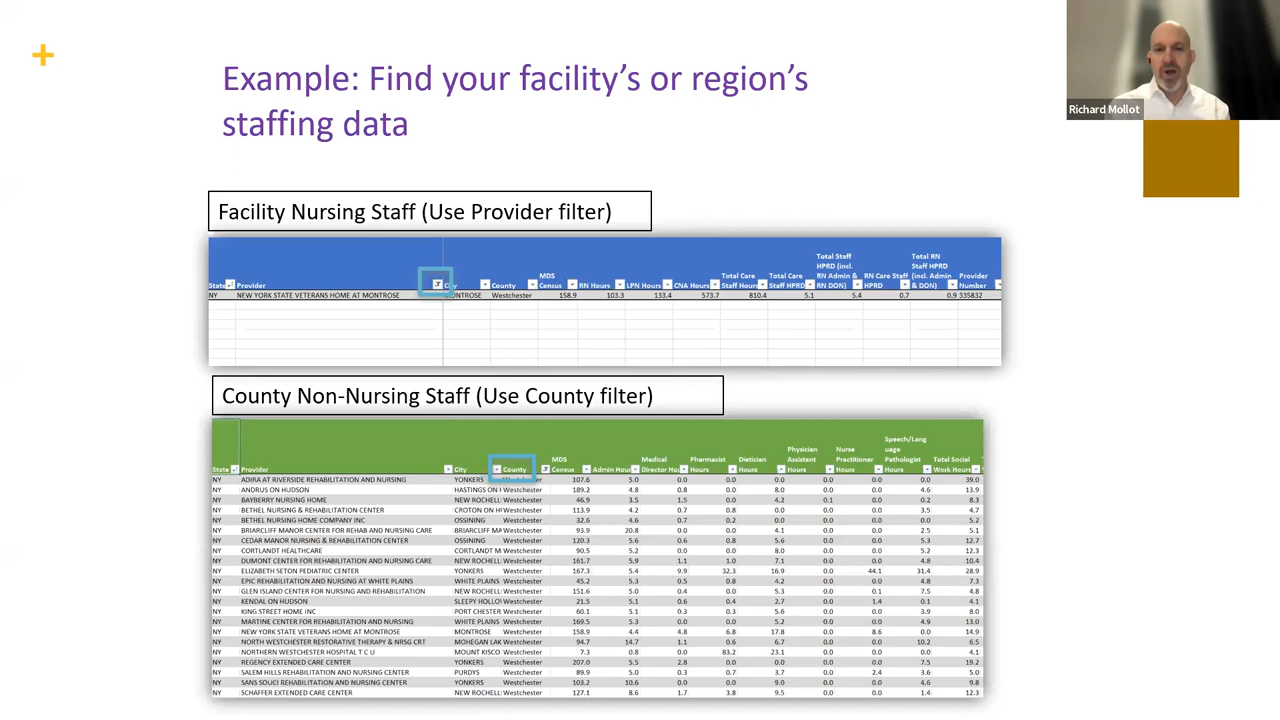 +
Example: Find your facility's or region's
staffing data
Richard Mollot
Facility Nursing Staff (Use Provider filter)
State Provider City County MDS Census RN Hours LPN Hours CNA Hours Total Care Staff Hours Total Care Staff HPRD Total Staff HPRD (incl. RN Admin & DON) RN Care Staff HPRD Total RN Staff HPRD (incl. Admin & DON) Provider Number
NY NEW YORK STATE VETERANS HOME AT MONTROSE MONTROSE Westchester 158.9 103.3 133.4 573.7 810.4 5.1 5.4 0.7 0.9 335832
County Non-Nursing Staff (Use County filter)
State Provider City County MDS Census Admin Hour Medical Director Ho Pharmacist Hours Dietician Hours Physician Assistant Hours Nurse Practitioner Hours Speech/Language Pathologist Hours Total Social Work Hours
NY ADIRA AT RIVERSIDE REHABILITATION AND NURSING YONKERS Westchester 107.6 5.0 0.4 0.0 0.0 0.0 0.0 0.0 39.0
NY ANDRUS ON HUDSON HASTINGS ON H Westchester 189.2 4.8 0.8 0.0 8.0 0.0 0.0 4.6 13.9
NY BAYBERRY NURSING HOME NEW ROCHELL Westchester 46.9 3.5 1.5 0.0 4.2 0.1 0.0 0.2 8.3
NY BETHEL NURSING & REHABILITATION CENTER CROTON ON H Westchester 113.9 4.2 0.7 0.8 0.0 0.0 0.0 3.5 4.7
NY BETHEL NURSING HOME COMPANY INC OSSINING Westchester 32.6 4.6 0.7 0.2 0.0 0.0 0.0 0.0 5.2
NY BRIARCLIFF MANOR CENTER FOR REHAB AND NURSING CARE BRIARCLIFF MA Westchester 93.9 20.8 0.0 0.0 4.1 0.0 0.0 2.5 5.1
NY CEDAR MANOR NURSING & REHABILITATION CENTER OSSINING Westchester 120.3 5.6 0.6 0.8 5.6 0.0 0.0 5.3 12.7
NY CORTLANDT HEALTHCARE CORTLANDT M Westchester 90.5 5.2 0.2 0.0 8.0 0.0 0.0 5.2 12.3
NY DUMONT CENTER FOR REHABILITATION AND NURSING CARE NEW ROCHELL Westchester 161.7 5.9 1.1 1.0 7.1 0.0 0.0 4.8 10.4
NY ELIZABETH SETON PEDIATRIC CENTER YONKERS Westchester 167.3 5.4 9.9 32.3 16.9 0.0 44.1 31.4 28.9
NY EPIC REHABILITATION AND NURSING AT WHITE PLAINS WHITE PLAINS Westchester 45.2 5.3 0.5 0.8 4.2 0.0 0.0 4.8 7.3
NY GLEN ISLAND CENTER FOR NURSING AND REHABILITATION NEW ROCHELL Westchester 151.6 5.0 0.4 0.0 5.3 0.0 0.1 7.5 4.8
NY KENDAL ON HUDSON SLEEPY HOLLO Westchester 21.5 5.1 0.6 0.4 2.7 0.0 1.4 0.1 4.1
NY KING STREET HOME INC PORT CHESTER Westchester 60.1 5.1 0.3 0.3 5.6 0.0 0.0 3.9 8.0
NY MARTINE CENTER FOR REHABILITATION AND NURSING WHITE PLAINS Westchester 169.5 5.3 0.0 0.0 5.2 0.0 0.0 4.9 13.0
NY NEW YORK STATE VETERANS HOME AT MONTROSE MONTROSE Westchester 158.9 4.4 4.8 6.8 17.8 0.0 8.6 0.0 14.9
NY NORTH WESTCHESTER RESTORATIVE THERAPY & NRSG CRT MOHEGAN LAK Westchester 94.7 14.7 1.1 0.6 6.7 0.0 0.0 10.2 6.5
NY NORTHERN WESTCHESTER HOSPITAL T C U MOUNT KISCO Westchester 7.3 0.8 0.0 83.2 23.1 0.0 0.0 0.0 4.1
NY REGENCY EXTENDED CARE CENTER YONKERS Westchester 207.0 5.5 2.8 0.0 0.0 0.0 0.0 7.5 19.2
NY SALEM HILLS REHABILITATION AND NURSING CENTER PURDYS Westchester 89.9 5.0 0.3 0.7 3.7 0.0 2.4 3.6 5.0
NY SANS SOUCI REHABILITATION AND NURSING CENTER YONKERS Westchester 103.2 10.6 0.0 0.0 4.2 0.0 0.0 4.6 9.8
NY SCHAFFER EXTENDED CARE CENTER NEW ROCHELL Westchester 127.1 8.6 1.7 3.8 9.5 0.0 0.0 1.4 12.3